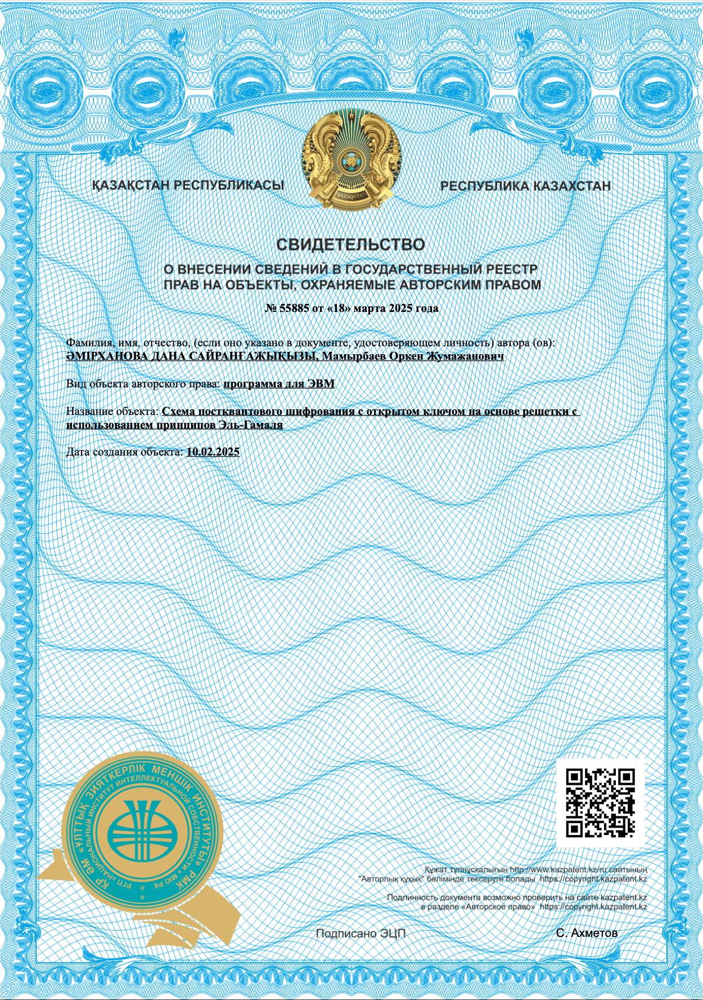 ҚАЗАҚСТАН РЕСПУБЛИКАСЫ
РЕСПУБЛИКА КАЗАХСТАН
QAZAQSTAN
СВИДЕТЕЛЬСТВО
О ВНЕСЕНИИ СВЕДЕНИЙ В ГОСУДАРСТВЕННЫЙ РЕЕСТР
ПРАВ НА ОБЪЕКТЫ, ОХРАНЯЕМЫЕ АВТОРСКИМ ПРАВОМ
№ 55885 от «18» марта 2025 года
Фамилия, имя, отчество, (если оно указано в документе, удостоверяющем личность) автора (ов):
ӘМІРХАНОВА ДАНА САЙРАНҒАЖЫҚЫЗЫ, Мамырбаев Оркен Жумажанович
Вид объекта авторского права: программа для ЭВМ
Название объекта: Схема постквантового шифрования с открытом ключом на основе решетки с
использованием принципов Эль-Гамаля
Дата создания объекта: 10.02.2025
ҚР ӘМ «ҰЛТТЫҚ ЗИЯТКЕРЛІК МЕНШІК ИНСТИТУТЫ» РМК
РГП «НАЦИОНАЛЬНЫЙ ИНСТИТУТ ИНТЕЛЛЕКТУАЛЬНОЙ СОБСТВЕННОСТИ» МЮ РК
Құжат түпнұсқалығын http://www.kazpatent.kz/ru сайтының
"Авторлық құқық" бөлімінде тексеруге болады https://copyright.kazpatent.kz
Подлинность документа возможно проверить на сайте kazpatent.kz
в разделе «Авторское право» https://copyright.kazpatent.kz
Подписано ЭЦП
С. Ахметов